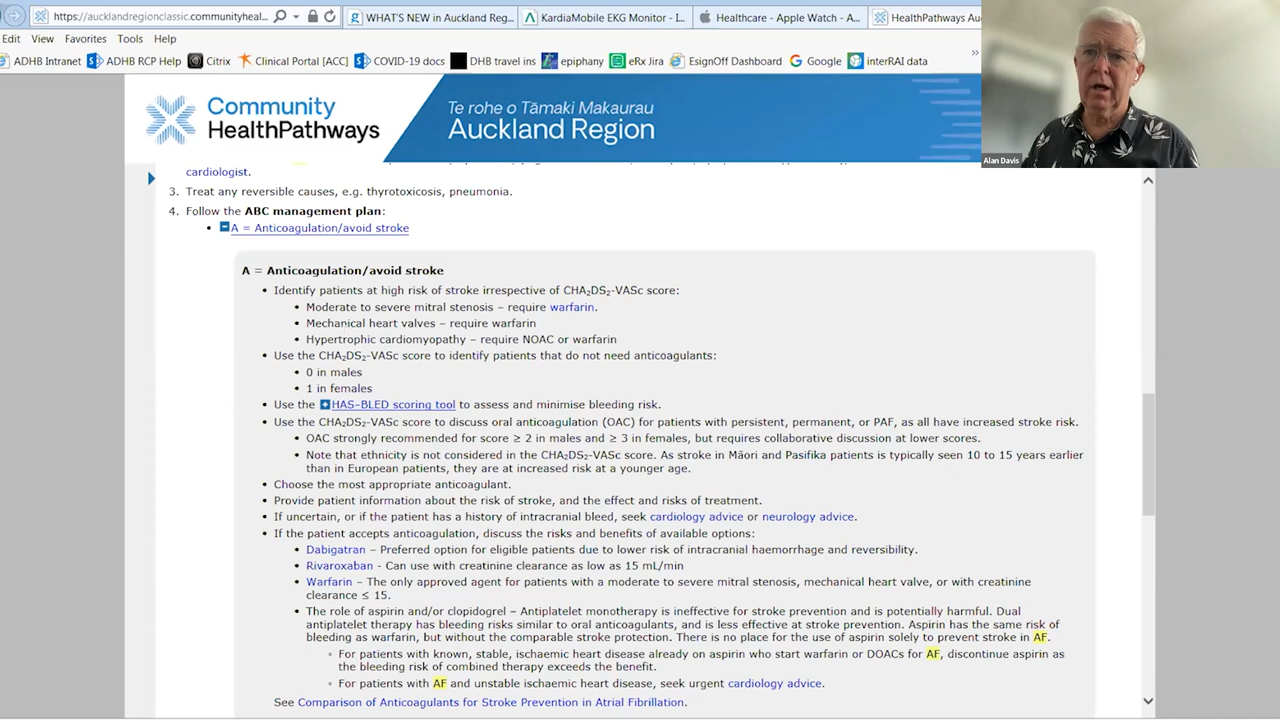 https://aucklandregionclassic.communityheal...
WHAT'S NEW in Auckland Reg...
KardiaMobile EKG Monitor - I...
Healthcare - Apple Watch - A...
HealthPathways Au
Edit View Favorites Tools Help
ADHB Intranet ADHB RCP Help Citrix Clinical Portal [ACC] COVID-19 docs DHB travel ins epiphany eRx Jira EsignOff Dashboard Google interRAI data
Community
HealthPathways
Te rohe o Tāmaki Makaurau
Auckland Region
Alan Davis
cardiologist.
3. Treat any reversible causes, e.g. thyrotoxicosis, pneumonia.
4. Follow the ABC management plan:
• A = Anticoagulation/avoid stroke
A = Anticoagulation/avoid stroke
• Identify patients at high risk of stroke irrespective of CHA₂DS₂-VASc score:
• Moderate to severe mitral stenosis – require warfarin.
• Mechanical heart valves – require warfarin
• Hypertrophic cardiomyopathy – require NOAC or warfarin
• Use the CHA₂DS₂-VASc score to identify patients that do not need anticoagulants:
• 0 in males
• 1 in females
• Use the HAS-BLED scoring tool to assess and minimise bleeding risk.
• Use the CHA₂DS₂-VASc score to discuss oral anticoagulation (OAC) for patients with persistent, permanent, or PAF, as all have increased stroke risk.
• OAC strongly recommended for score ≥ 2 in males and ≥ 3 in females, but requires collaborative discussion at lower scores.
• Note that ethnicity is not considered in the CHA₂DS₂-VASc score. As stroke in Māori and Pasifika patients is typically seen 10 to 15 years earlier
than in European patients, they are at increased risk at a younger age.
• Choose the most appropriate anticoagulant.
• Provide patient information about the risk of stroke, and the effect and risks of treatment.
• If uncertain, or if the patient has a history of intracranial bleed, seek cardiology advice or neurology advice.
• If the patient accepts anticoagulation, discuss the risks and benefits of available options:
• Dabigatran – Preferred option for eligible patients due to lower risk of intracranial haemorrhage and reversibility.
• Rivaroxaban - Can use with creatinine clearance as low as 15 mL/min
• Warfarin – The only approved agent for patients with a moderate to severe mitral stenosis, mechanical heart valve, or with creatinine
clearance ≤ 15.
• The role of aspirin and/or clopidogrel – Antiplatelet monotherapy is ineffective for stroke prevention and is potentially harmful. Dual
antiplatelet therapy has bleeding risks similar to oral anticoagulants, and is less effective at stroke prevention. Aspirin has the same risk of
bleeding as warfarin, but without the comparable stroke protection. There is no place for the use of aspirin solely to prevent stroke in AF.
• For patients with known, stable, ischaemic heart disease already on aspirin who start warfarin or DOACs for AF, discontinue aspirin as
the bleeding risk of combined therapy exceeds the benefit.
• For patients with AF and unstable ischaemic heart disease, seek urgent cardiology advice.
See Comparison of Anticoagulants for Stroke Prevention in Atrial Fibrillation.